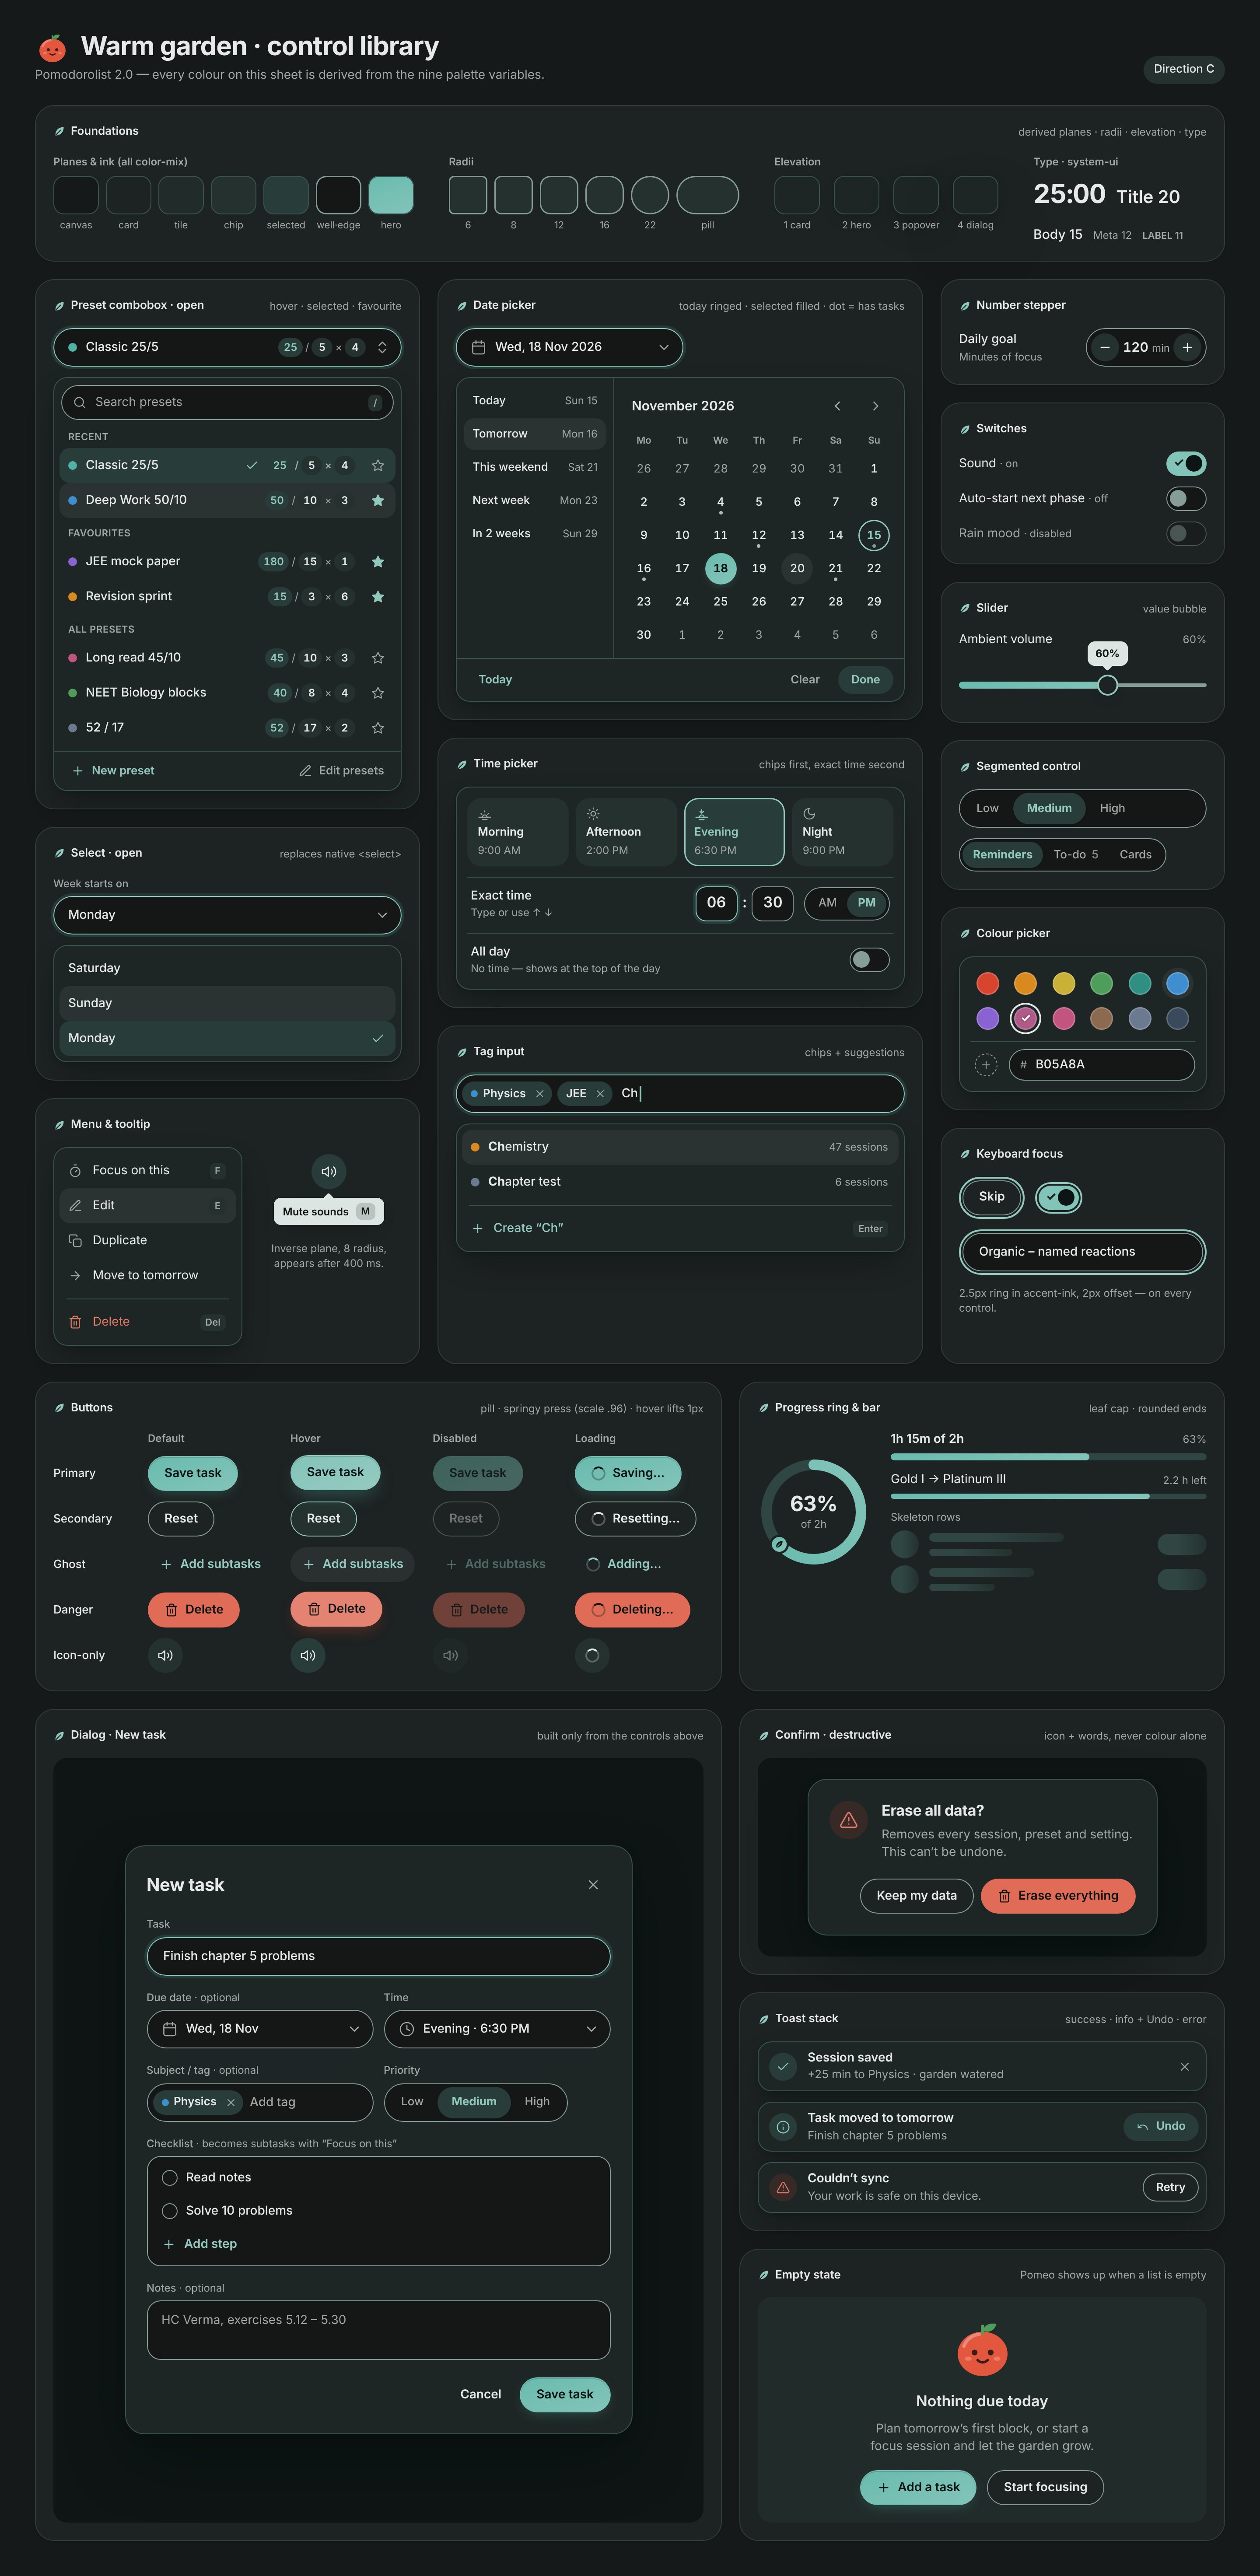 Warm garden · control library
Pomodorolist 2.0 — every colour on this sheet is derived from the nine palette variables.
Direction C
Foundations
derived planes · radii · elevation · type
Planes & ink (all color-mix)
canvas card tile chip selected well-edge hero
Radii
6 8 12 16 22 pill
Elevation
1 card 2 hero 3 popover 4 dialog
Type · system-ui
25:00 Title 20
Body 15 Meta 12 LABEL 11
Preset combobox · open
hover · selected · favourite
Classic 25/5 25 / 5 × 4
Search presets /
RECENT
Classic 25/5 25 / 5 × 4
Deep Work 50/10 50 / 10 × 3
FAVOURITES
JEE mock paper 180 / 15 × 1
Revision sprint 15 / 3 × 6
ALL PRESETS
Long read 45/10 45 / 10 × 3
NEET Biology blocks 40 / 8 × 4
52 / 17 52 / 17 × 2
New preset
Edit presets
Select · open
replaces native <select>
Week starts on
Monday
Saturday
Sunday
Monday
Menu & tooltip
Focus on this F
Edit E
Duplicate
Move to tomorrow
Delete Del
Mute sounds M
Inverse plane, 8 radius,
appears after 400 ms.
Date picker
today ringed · selected filled · dot = has tasks
Wed, 18 Nov 2026
Today Sun 15
Tomorrow Mon 16
This weekend Sat 21
Next week Mon 23
In 2 weeks Sun 29
November 2026
Mo Tu We Th Fr Sa Su
26 27 28 29 30 31 1
2 3 4 5 6 7 8
9 10 11 12 13 14 15
16 17 18 19 20 21 22
23 24 25 26 27 28 29
30 1 2 3 4 5 6
Today
Clear
Done
Time picker
chips first, exact time second
Morning
9:00 AM
Afternoon
2:00 PM
Evening
6:30 PM
Night
9:00 PM
Exact time
Type or use ↑ ↓
06 : 30 AM PM
All day
No time — shows at the top of the day
Tag input
chips + suggestions
Physics × JEE × Ch
Chemistry 47 sessions
Chapter test 6 sessions
+ Create “Ch” Enter
Number stepper
Daily goal
Minutes of focus
− 120 min +
Switches
Sound · on
Auto-start next phase · off
Rain mood · disabled
Slider
value bubble
Ambient volume 60%
60%
Segmented control
Low Medium High
Reminders To-do 5 Cards
Colour picker
# B05A8A
Keyboard focus
Skip
Organic – named reactions
2.5px ring in accent-ink, 2px offset — on every
control.
Buttons
pill · springy press (scale .96) · hover lifts 1px
Default Hover Disabled Loading
Primary Save task Save task Save task Saving…
Secondary Reset Reset Reset Resetting…
Ghost + Add subtasks + Add subtasks + Add subtasks Adding…
Danger Delete Delete Delete Deleting…
Icon-only
Progress ring & bar
leaf cap · rounded ends
63%
of 2h
1h 15m of 2h 63%
Gold I → Platinum III 2.2 h left
Skeleton rows
Dialog · New task
built only from the controls above
New task
Task
Finish chapter 5 problems
Due date · optional
Wed, 18 Nov
Time
Evening · 6:30 PM
Subject / tag · optional
Physics × Add tag
Priority
Low Medium High
Checklist · becomes subtasks with “Focus on this”
Read notes
Solve 10 problems
+ Add step
Notes · optional
HC Verma, exercises 5.12 – 5.30
Cancel
Save task
Confirm · destructive
icon + words, never colour alone
Erase all data?
Removes every session, preset and setting.
This can’t be undone.
Keep my data
Erase everything
Toast stack
success · info + Undo · error
Session saved
+25 min to Physics · garden watered
Task moved to tomorrow
Finish chapter 5 problems
Undo
Couldn’t sync
Your work is safe on this device.
Retry
Empty state
Pomeo shows up when a list is empty
Nothing due today
Plan tomorrow’s first block, or start a
focus session and let the garden grow.
+ Add a task
Start focusing